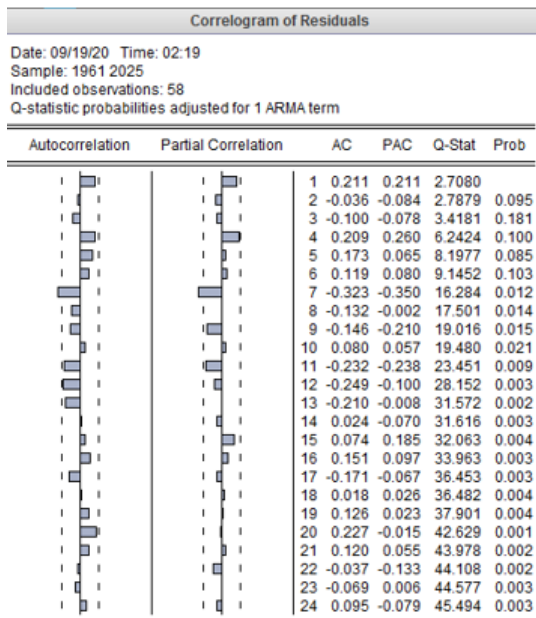 Correlogram of Residuals
Date: 09/19/20 Time: 02:19
Sample: 1961 2025
Included observations: 58
Q-statistic probabilities adjusted for 1 ARMA term
Autocorrelation Partial Correlation AC PAC Q-Stat Prob
1 0.211 0.211 2.7080
2 -0.036 -0.084 2.7879 0.095
3 -0.100 -0.078 3.4181 0.181
4 0.209 0.260 6.2424 0.100
5 0.173 0.065 8.1977 0.085
6 0.119 0.080 9.1452 0.103
7 -0.323 -0.350 16.284 0.012
8 -0.132 -0.002 17.501 0.014
9 -0.146 -0.210 19.016 0.015
10 0.080 0.057 19.480 0.021
11 -0.232 -0.238 23.451 0.009
12 -0.249 -0.100 28.152 0.003
13 -0.210 -0.008 31.572 0.002
14 0.024 -0.070 31.616 0.003
15 0.074 0.185 32.063 0.004
16 0.151 0.097 33.963 0.003
17 -0.171 -0.067 36.453 0.003
18 0.018 0.026 36.482 0.004
19 0.126 0.023 37.901 0.004
20 0.227 -0.015 42.629 0.001
21 0.120 0.055 43.978 0.002
22 -0.037 -0.133 44.108 0.002
23 -0.069 0.006 44.577 0.003
24 0.095 -0.079 45.494 0.003